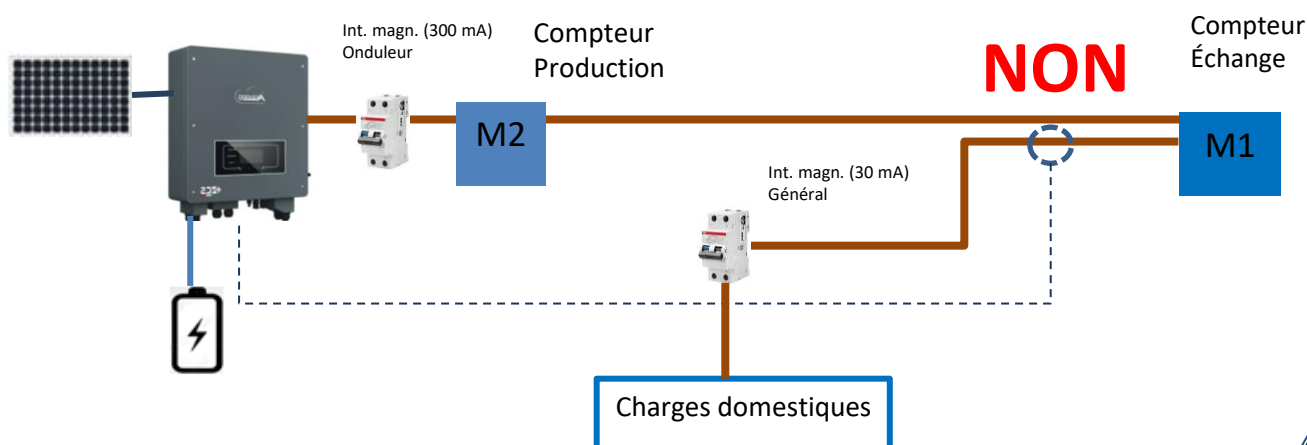 Int. magn. (300 mA)
Onduleur
Compteur
Production
NON
Compteur
Échange
M2
M1
Int. magn. (30 mA)
Général
Charges domestiques